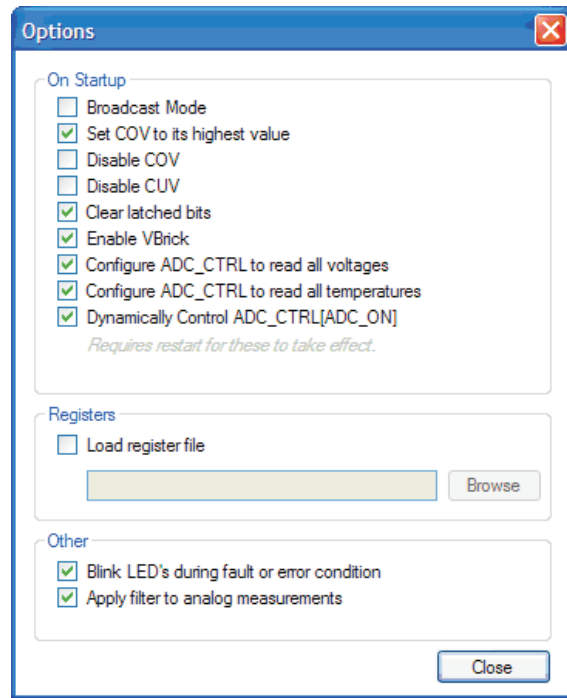 Options
On Startup
Broadcast Mode
Set COV to its highest value
Disable COV
Disable CUV
Clear latched bits
Enable VBrick
Configure ADC_CTRL to read all voltages
Configure ADC_CTRL to read all temperatures
Dynamically Control ADC_CTRL[ADC_ON]
Requires restart for these to take effect.
Registers
Load register file
Browse
Other
Blink LED's during fault or error condition
Apply filter to analog measurements
Close